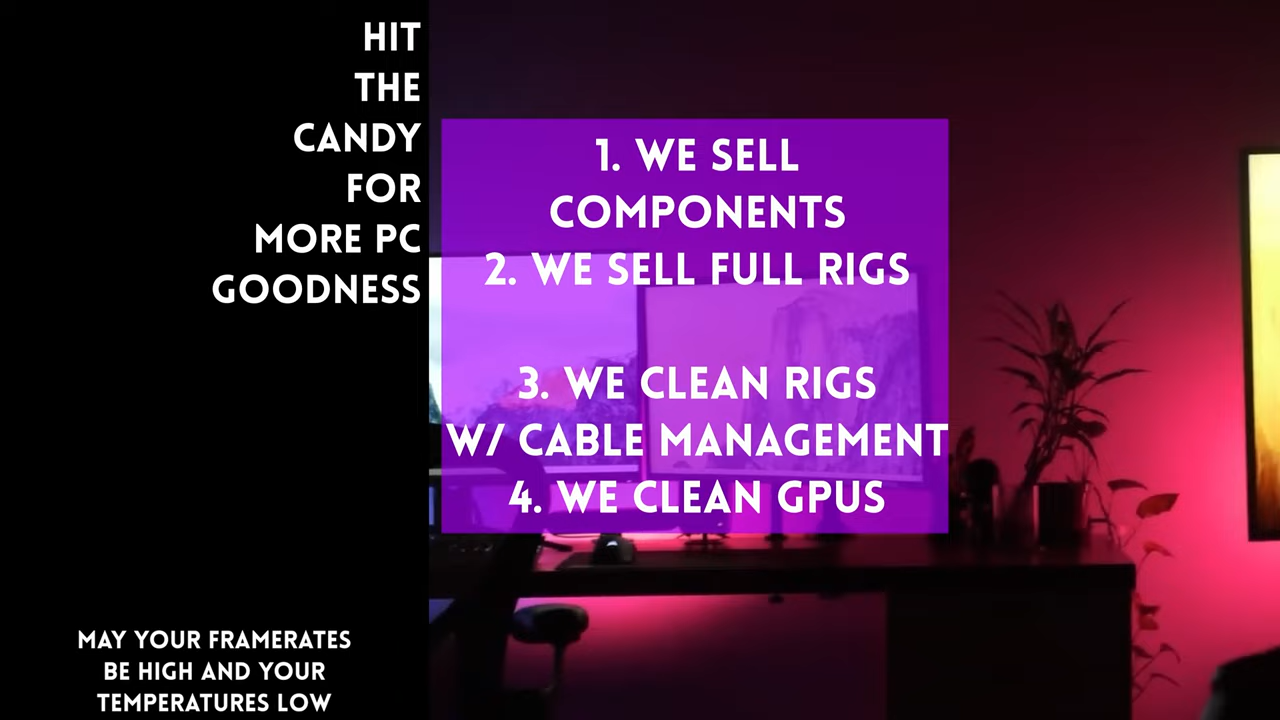 HIT
THE
CANDY
FOR
MORE PC
GOODNESS
1. WE SELL
COMPONENTS
2. WE SELL FULL RIGS
3. WE CLEAN RIGS
W/ CABLE MANAGEMENT
4. WE CLEAN GPUS
MAY YOUR FRAMERATES
BE HIGH AND YOUR
TEMPERATURES LOW